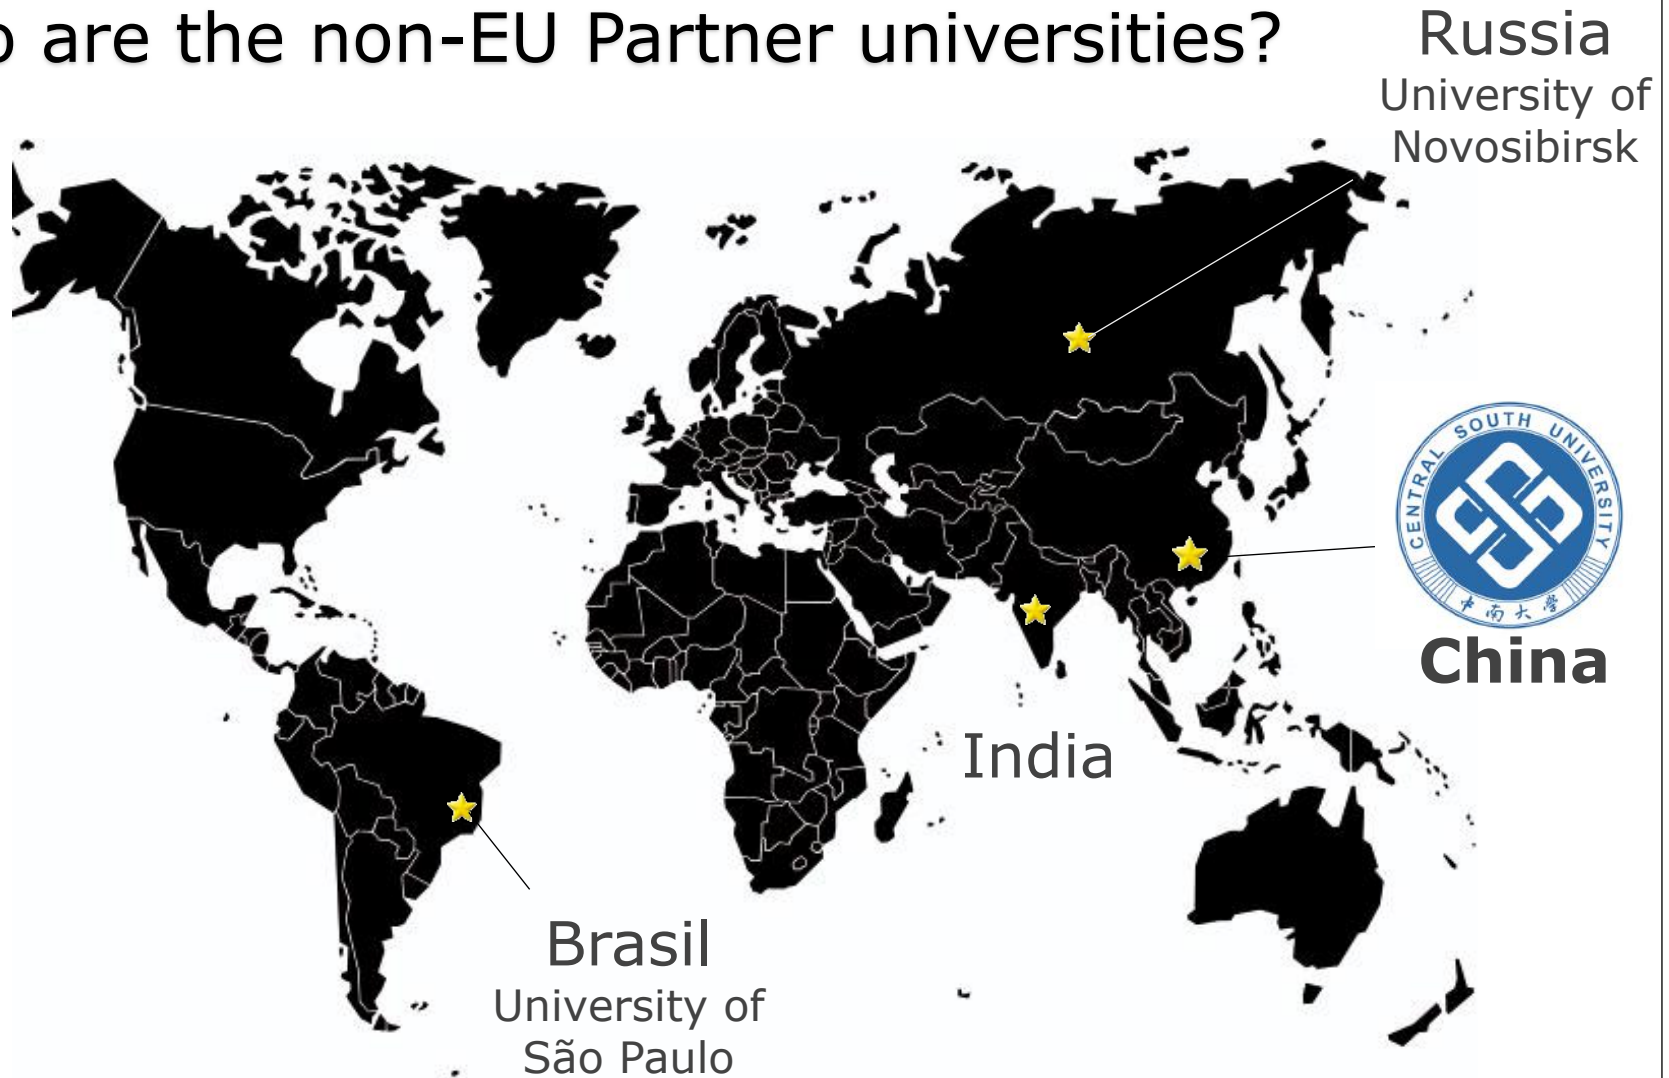 o are the non-EU Partner universities?
Russia
University of
Novosibirsk
CENTRAL SOUTH UNIVERSITY
中南大学
China
India
Brasil
University of
São Paulo